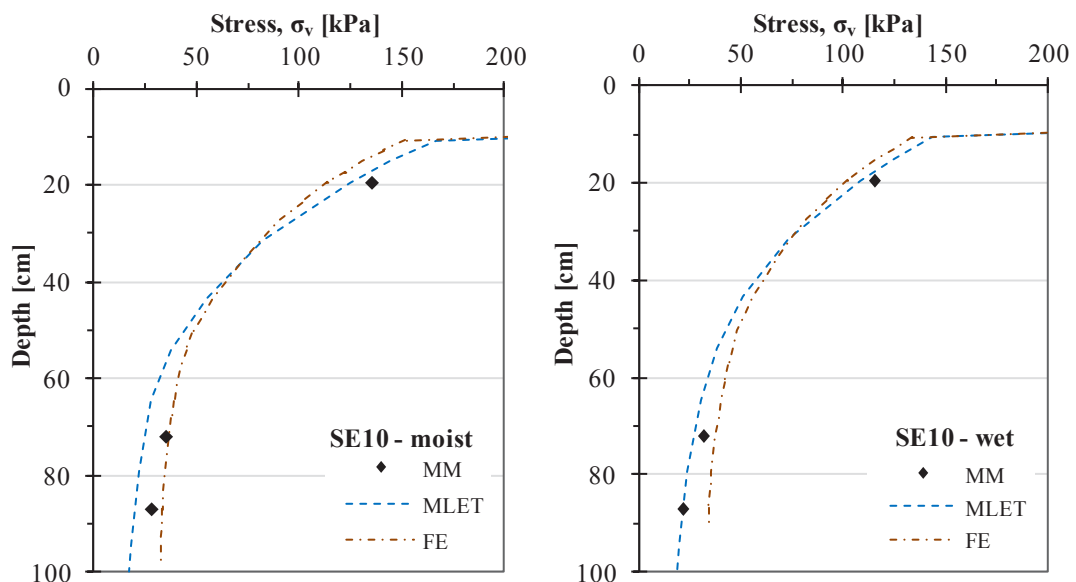 Stress, σv [kPa]
0 50 100 150 200
0
20
40
60
80
100
Depth [cm]
SE10 - moist
MM
MLET
FE
Stress, σv [kPa]
0 50 100 150 200
0
20
40
60
80
100
Depth [cm]
SE10 - wet
MM
MLET
FE